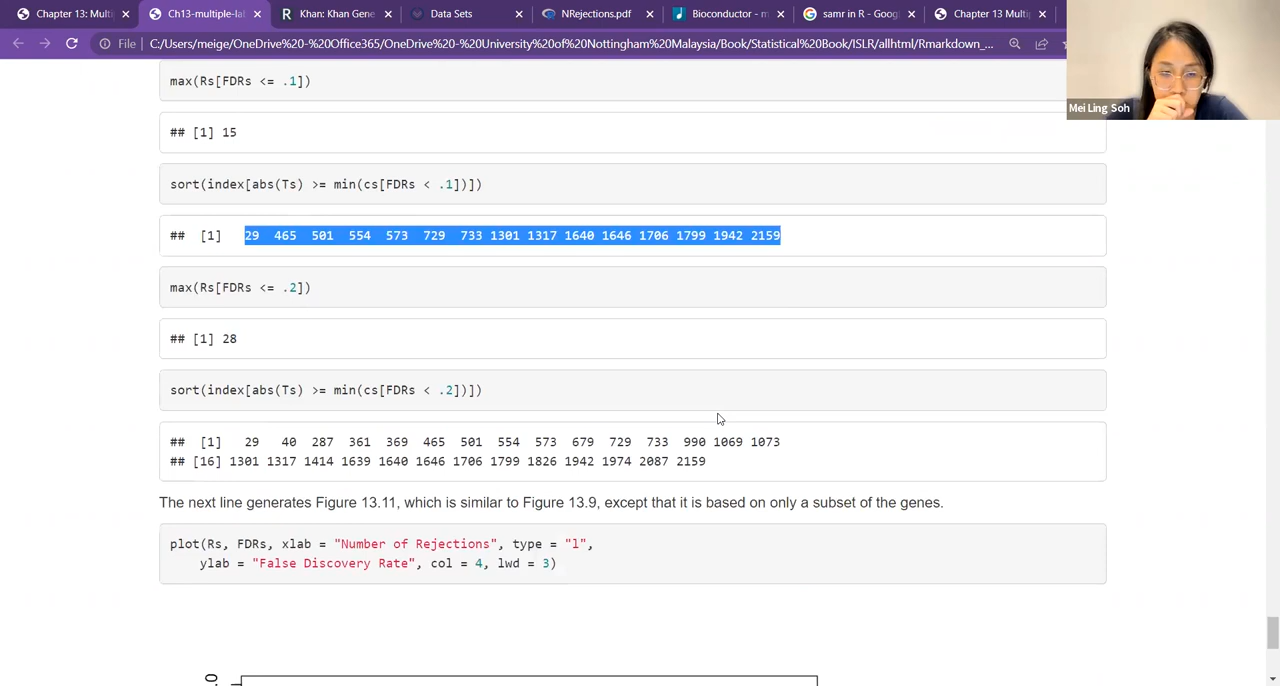 Chapter 13: Mult
Ch13-multiple-la
Khan: Khan Gene
Data Sets
NRejections.pdf
Bioconductor - m
samr in R - Goog
Chapter 13 Multi
File
C:/Users/meige/OneDrive%20-%20Office365/OneDrive%20-%20University%20of%20Nottingham%20Malaysia/Book/Statistical%20Book/ISLR/allhtml/Rmarkdown_...
Mei Ling Soh
max(Rs[FDRs <= .1])
## [1] 15
sort(index[abs(Ts) >= min(cs[FDRs < .1])])
## [1] 29 465 501 554 573 729 733 1301 1317 1640 1646 1706 1799 1942 2159
max(Rs[FDRs <= .2])
## [1] 28
sort(index[abs(Ts) >= min(cs[FDRs < .2])])
## [1] 29 40 287 361 369 465 501 554 573 679 729 733 990 1069 1073
## [16] 1301 1317 1414 1639 1640 1646 1706 1799 1826 1942 1974 2087 2159
The next line generates Figure 13.11, which is similar to Figure 13.9, except that it is based on only a subset of the genes.
plot(Rs, FDRs, xlab = "Number of Rejections", type = "l",
ylab = "False Discovery Rate", col = 4, lwd = 3)